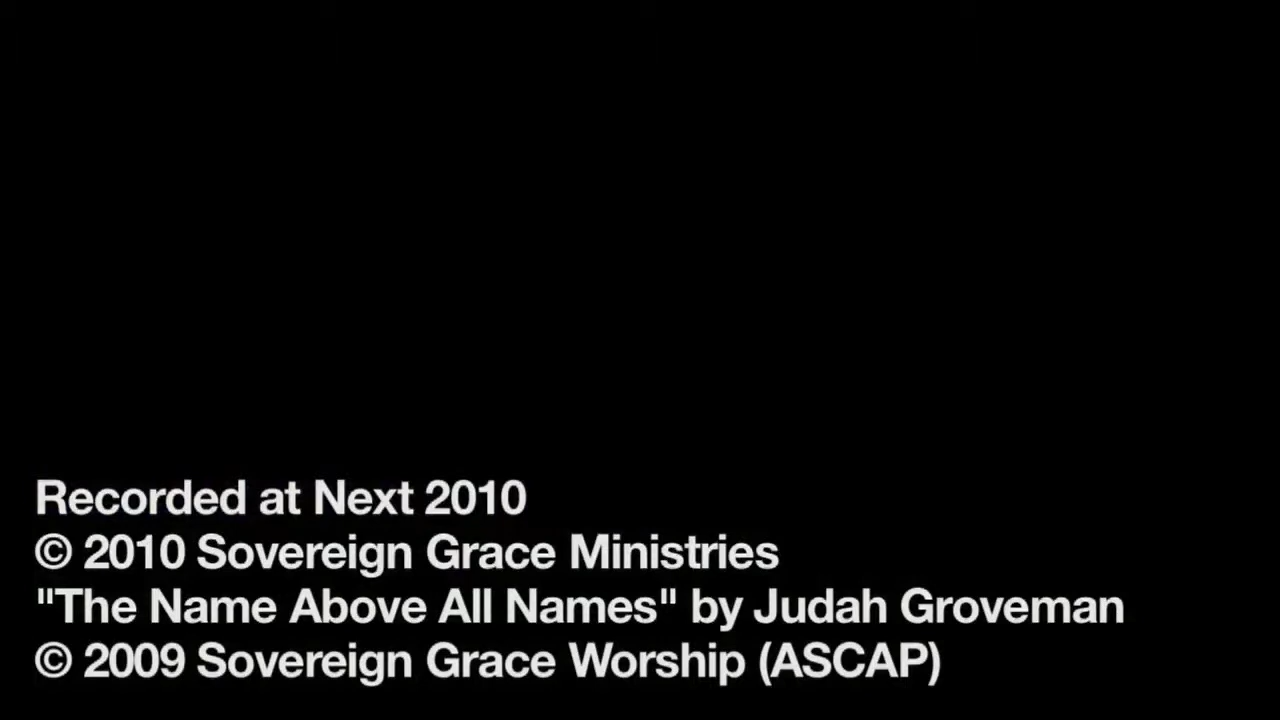 Recorded at Next 2010
© 2010 Sovereign Grace Ministries
"The Name Above All Names" by Judah Groveman
© 2009 Sovereign Grace Worship (ASCAP)